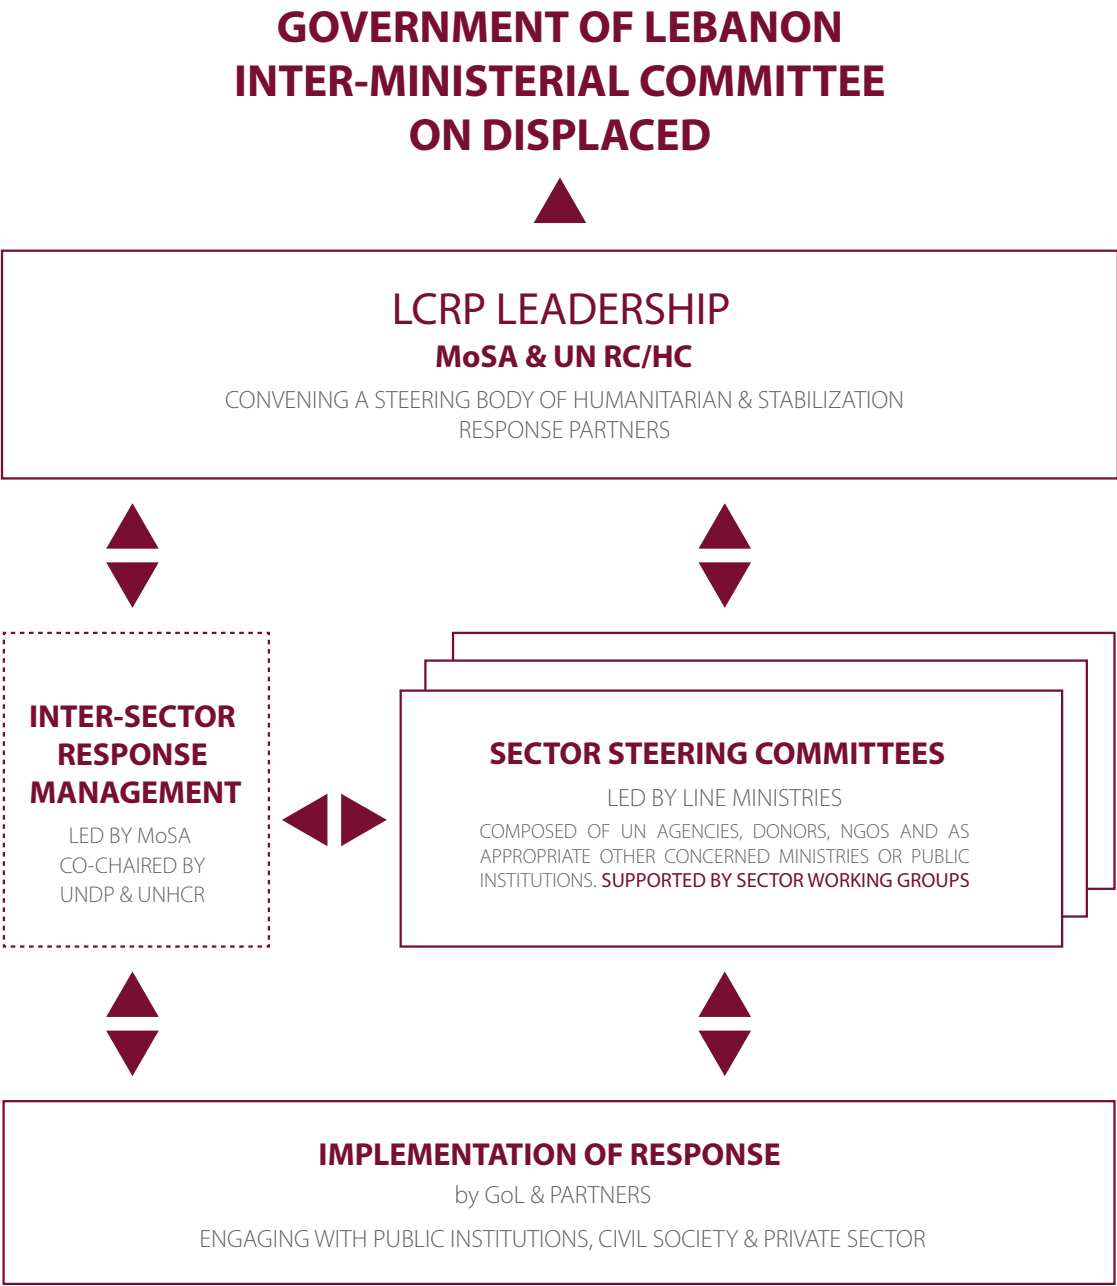 GOVERNMENT OF LEBANON
INTER-MINISTERIAL COMMITTEE
ON DISPLACED
LCRP LEADERSHIP
MoSA & UN RC/HC
CONVENING A STEERING BODY OF HUMANITARIAN & STABILIZATION
RESPONSE PARTNERS
INTER-SECTOR
RESPONSE
MANAGEMENT
LED BY MoSA
CO-CHAIRED BY
UNDP & UNHCR
SECTOR STEERING COMMITTEES
LED BY LINE MINISTRIES
COMPOSED OF UN AGENCIES, DONORS, NGOS AND AS
APPROPRIATE OTHER CONCERNED MINISTRIES OR PUBLIC
INSTITUTIONS. SUPPORTED BY SECTOR WORKING GROUPS
IMPLEMENTATION OF RESPONSE
by GoL & PARTNERS
ENGAGING WITH PUBLIC INSTITUTIONS, CIVIL SOCIETY & PRIVATE SECTOR